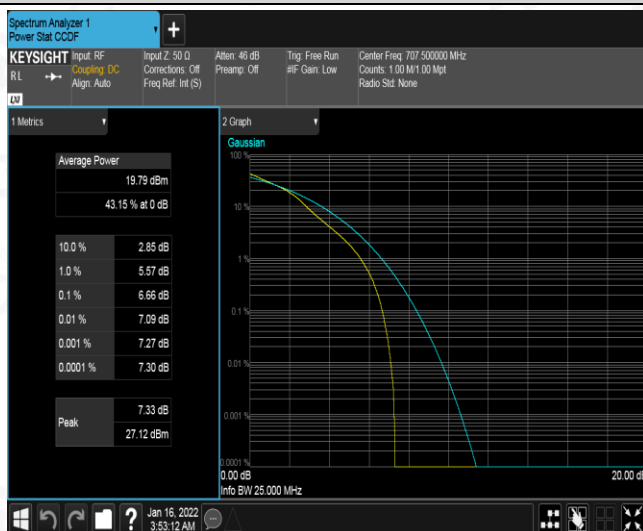 Spectrum Analyzer 1
Power Stat CCDF
+
KEYSIGHT
RL
LXI
Input: RF
Coupling: DC
Align: Auto
Input Z: 50 Ω
Corrections: Off
Freq Ref: Int (S)
Atten: 46 dB
Preamp: Off
Trig: Free Run
#IF Gain: Low
Center Freq: 707.500000 MHz
Counts: 1.00 M/1.00 Mpt
Radio Std: None
1 Metrics
Average Power
19.79 dBm
43.15 % at 0 dB
10.0 % 2.85 dB
1.0 % 5.57 dB
0.1 % 6.66 dB
0.01 % 7.09 dB
0.001 % 7.27 dB
0.0001 % 7.30 dB
Peak
7.33 dB
27.12 dBm
2 Graph
Gaussian
100 %
10 %
1 %
0.1 %
0.01 %
0.001 %
0.0001 %
0.00 dB
20.00 dB
Info BW 25.000 MHz
?
Jan 16, 2022
3:53:12 AM